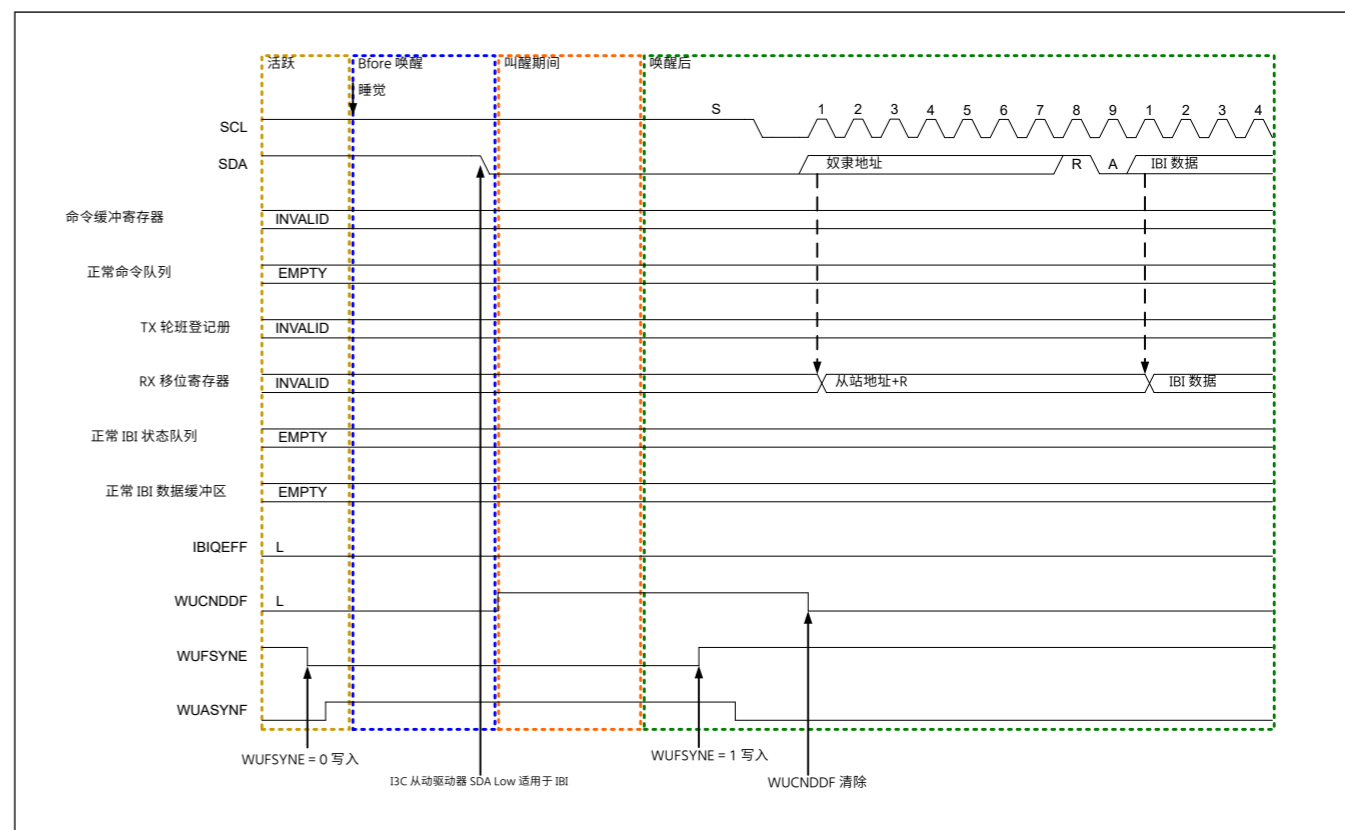 活跃
Bfore 唤醒
叫醒期间
唤醒后
睡觉
S
1 2 3 4 5 6 7 8 9 1 2 3 4
SCL
SDA
奴隶地址
R
A
IBI 数据
命令缓冲寄存器
INVALID
正常命令队列
EMPTY
TX 轮班登记册
INVALID
RX 移位寄存器
INVALID
从站地址+R
IBI 数据
正常 IBI 状态队列
EMPTY
正常 IBI 数据缓冲区
EMPTY
IBIQEFF
L
WUCNDDF
L
WUFSYNE
WUASYNF
WUFSYNE = 0 写入
WUFSYNE = 1 写入
I3C 从动驱动器 SDA Low 适用于 IBI
WUCNDDF 清除